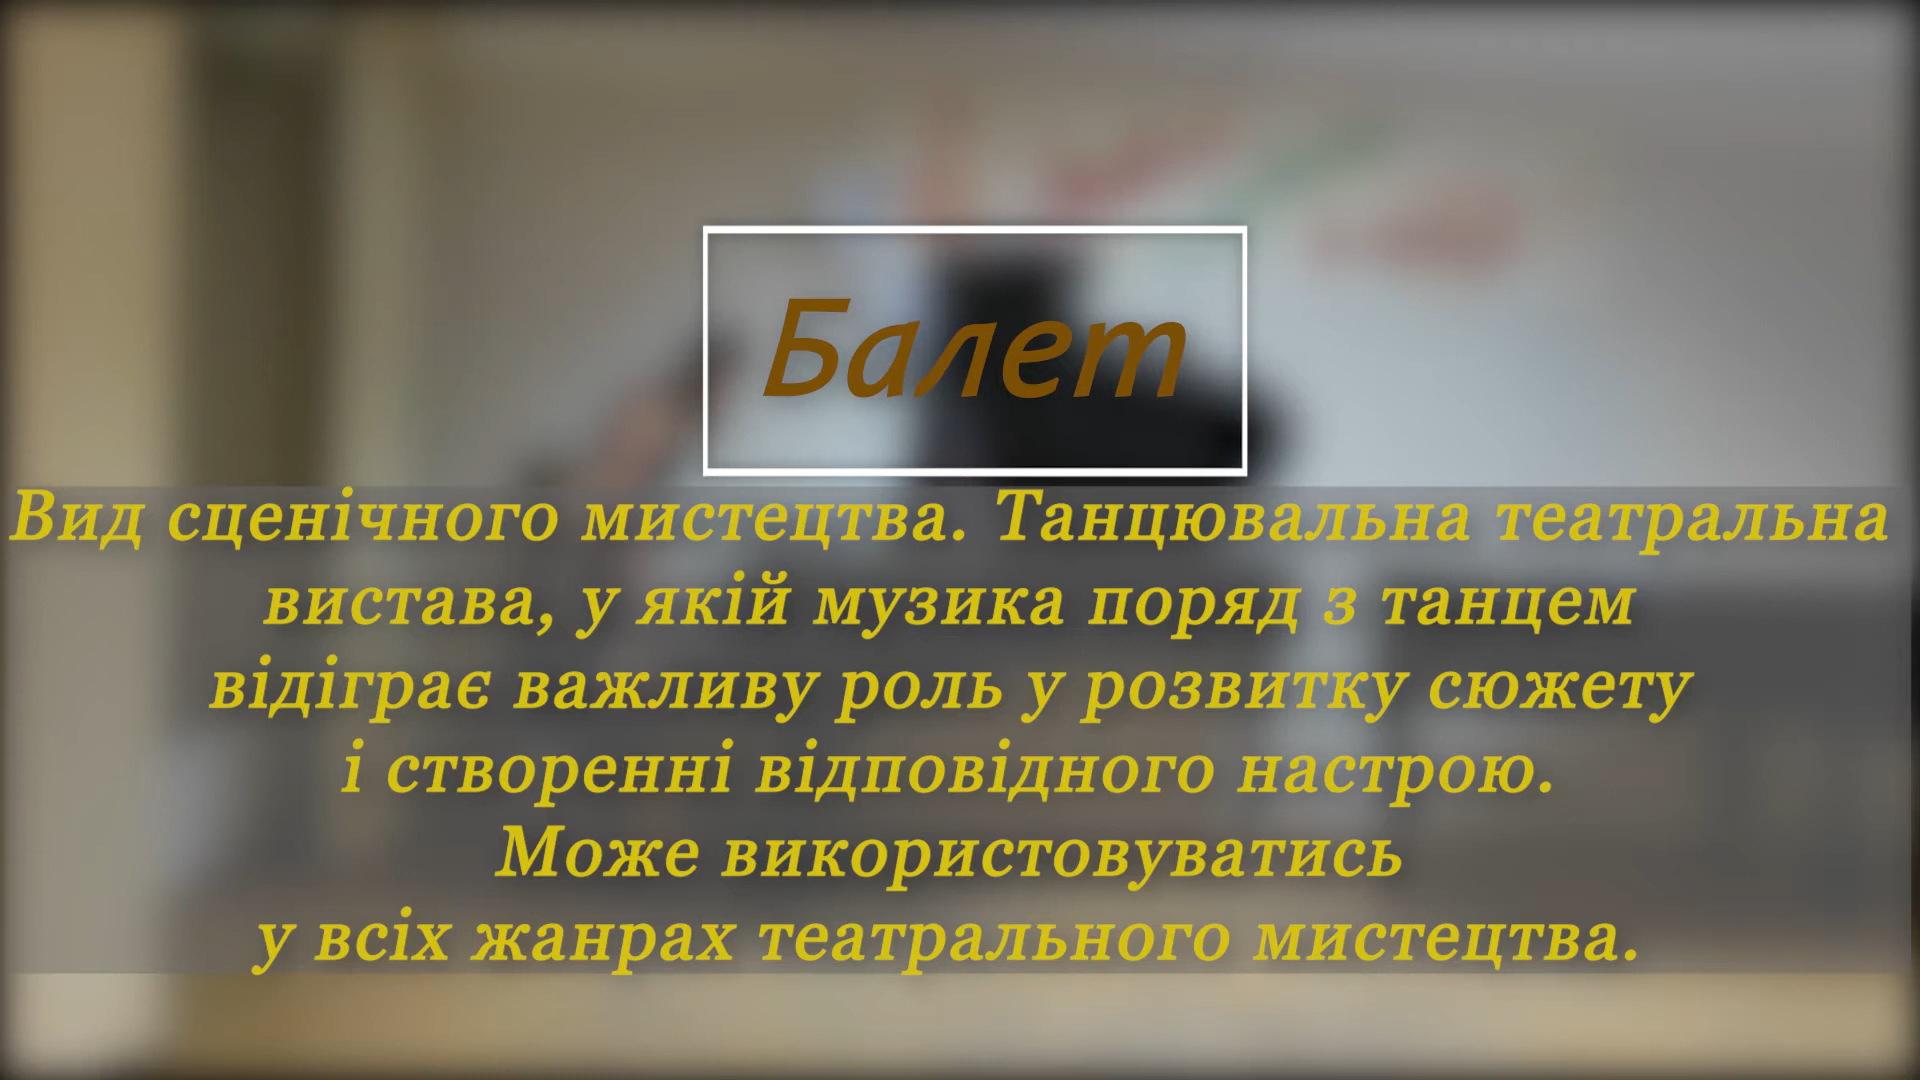 Балет
Вид сценічного мистецтва. Танцювальна театральна
вистава, у якій музика поряд з танцем
відіграє важливу роль у розвитку сюжету
і створенні відповідного настрою.
Може використовуватись
у всіх жанрах театрального мистецтва.